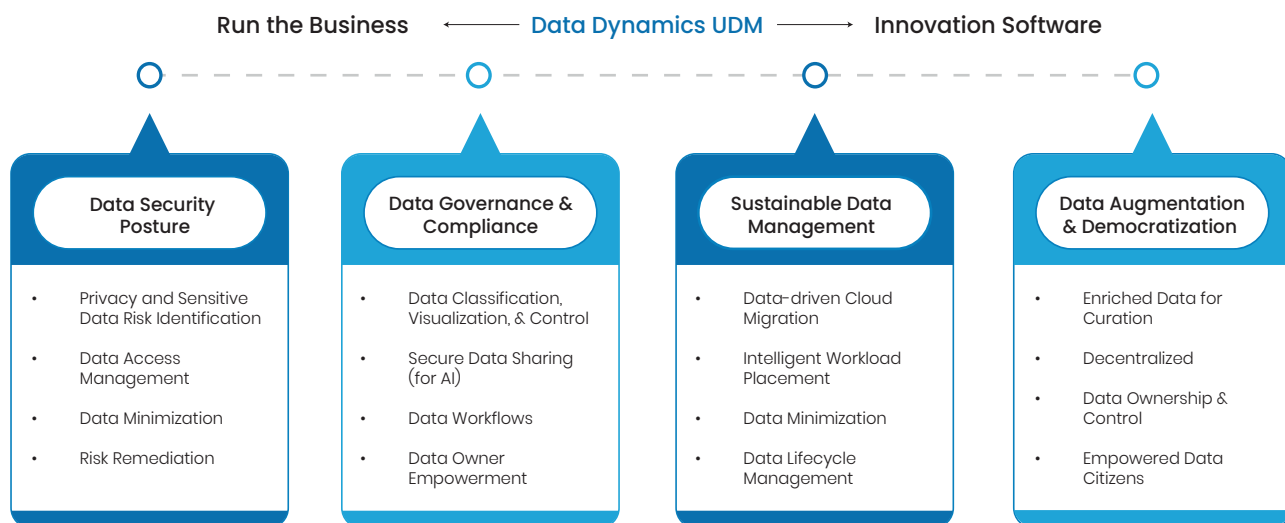 Run the Business Data Dynamics UDM Innovation Software
Data Security
Posture
• Privacy and Sensitive
Data Risk Identification
• Data Access
Management
• Data Minimization
• Risk Remediation
Data Governance &
Compliance
• Data Classification,
Visualization, & Control
• Secure Data Sharing
(for AI)
• Data Workflows
• Data Owner
Empowerment
Sustainable Data
Management
• Data-driven Cloud
Migration
• Intelligent Workload
Placement
• Data Minimization
• Data Lifecycle
Management
Data Augmentation
& Democratization
• Enriched Data for
Curation
• Decentralized
• Data Ownership &
Control
• Empowered Data
Citizens